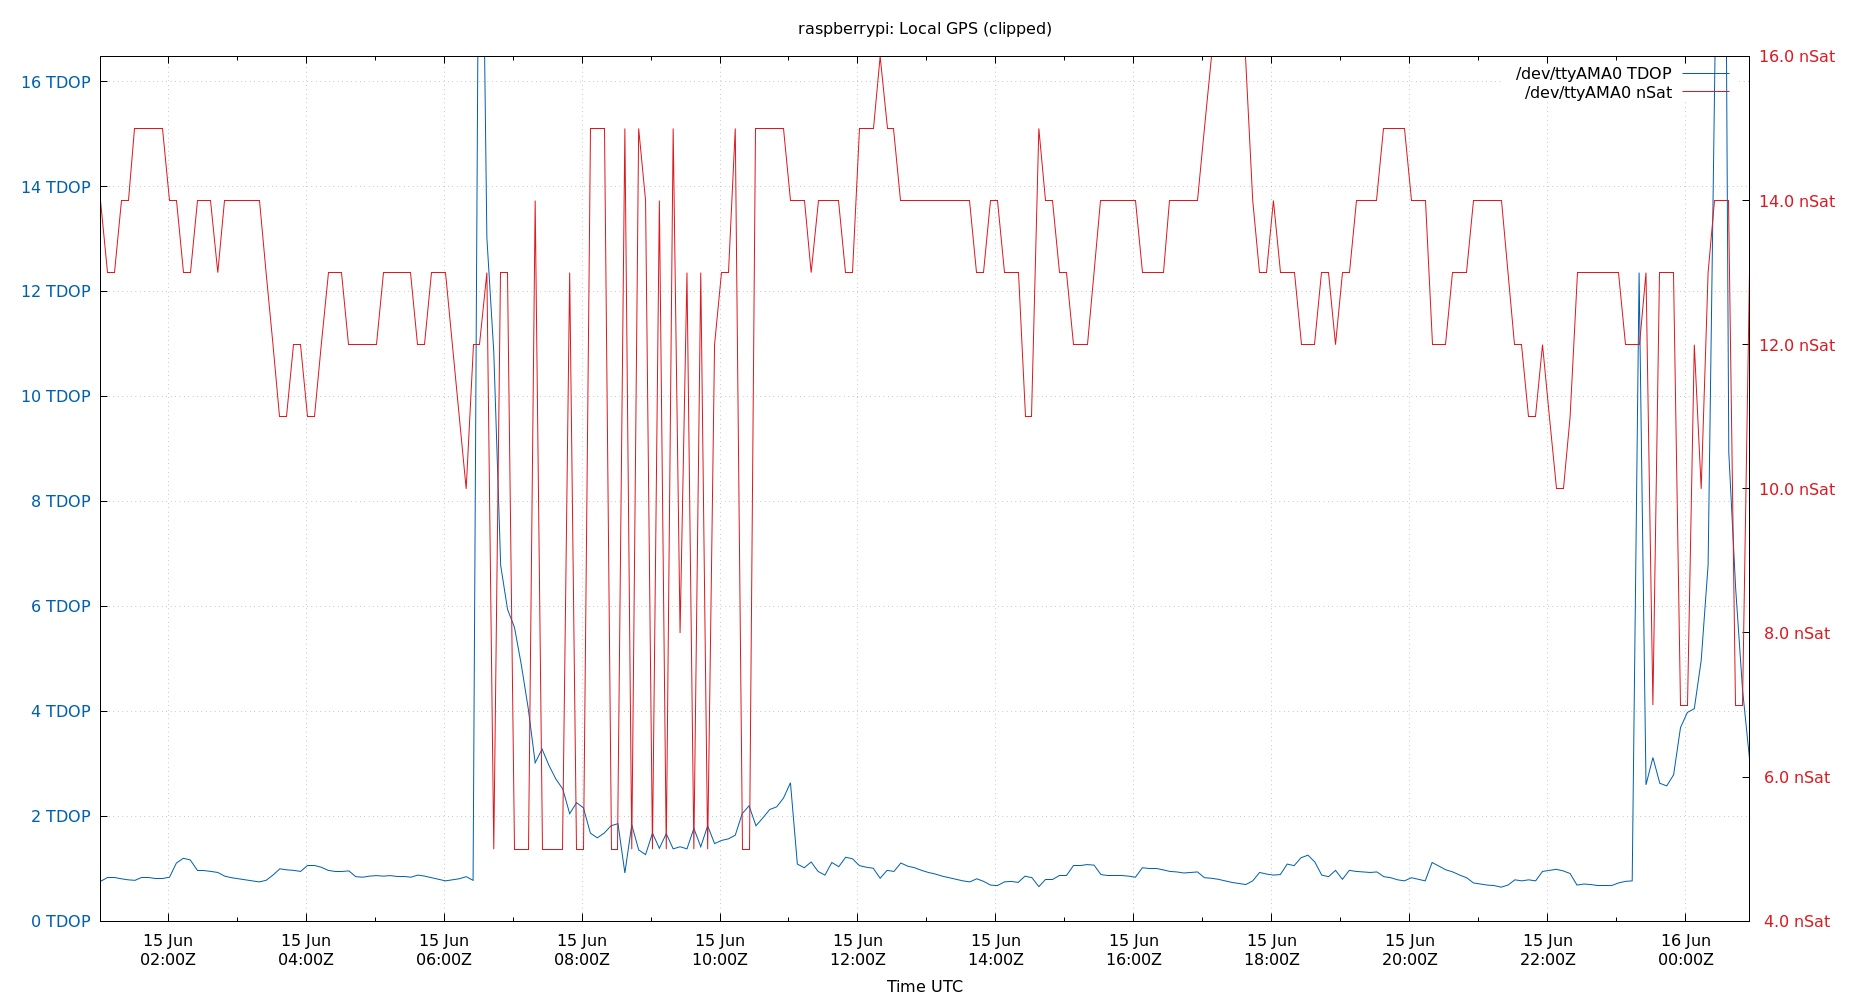 raspberrypi: Local GPS (clipped)
/dev/ttyAMA0 TDOP
/dev/ttyAMA0 nSat
16 TDOP
14 TDOP
12 TDOP
10 TDOP
8 TDOP
6 TDOP
4 TDOP
2 TDOP
0 TDOP
16.0 nSat
14.0 nSat
12.0 nSat
10.0 nSat
8.0 nSat
6.0 nSat
4.0 nSat
15 Jun
02:00Z
15 Jun
04:00Z
15 Jun
06:00Z
15 Jun
08:00Z
15 Jun
10:00Z
15 Jun
12:00Z
15 Jun
14:00Z
15 Jun
16:00Z
15 Jun
18:00Z
15 Jun
20:00Z
15 Jun
22:00Z
16 Jun
00:00Z
Time UTC